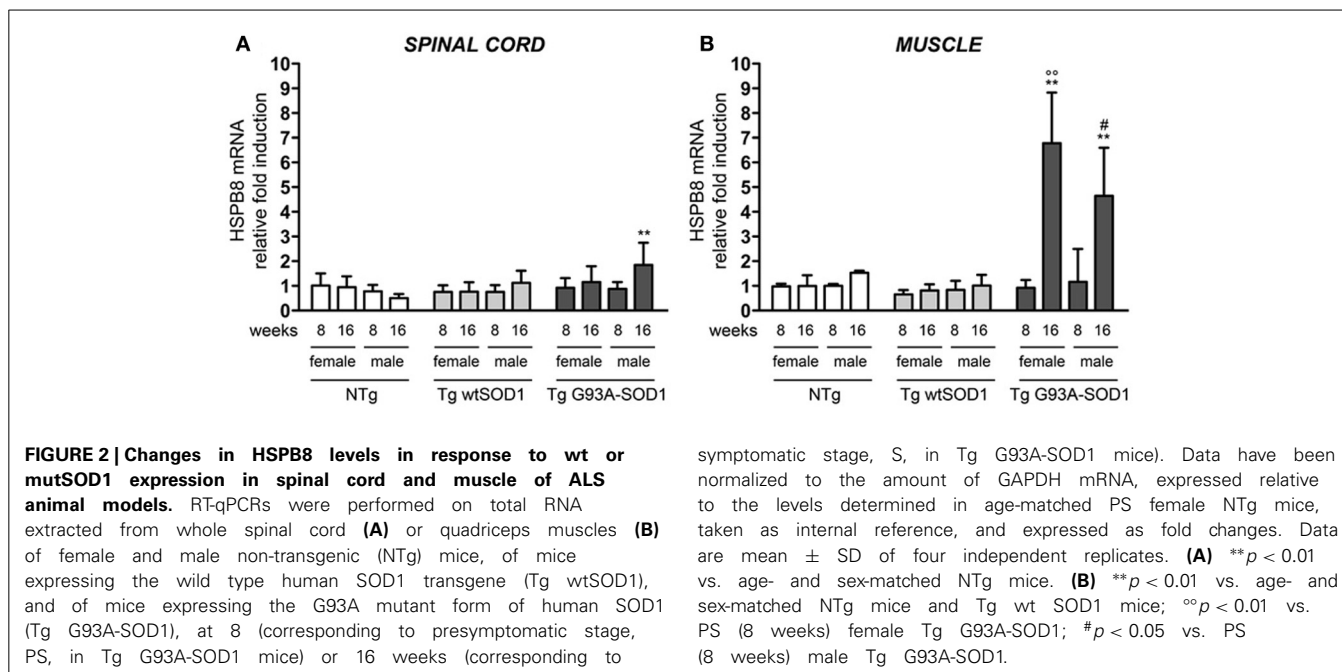 A SPINAL CORD
HSPB8 mRNA
relative fold induction
10
9
8
7
6
5
4
3
2
1
0
**
weeks 8 16 8 16 8 16 8 16 8 16 8 16
female male female male female male
NTg Tg wtSOD1 Tg G93A-SOD1
B MUSCLE
HSPB8 mRNA
relative fold induction
10
9
8
7
6
5
4
3
2
1
0
°°
**
#
**
8 16 8 16 8 16 8 16 8 16 8 16
female male female male female male
NTg Tg wtSOD1 Tg G93A-SOD1
FIGURE 2 | Changes in HSPB8 levels in response to wt or
mutSOD1 expression in spinal cord and muscle of ALS
animal models. RT-qPCRs were performed on total RNA
extracted from whole spinal cord (A) or quadriceps muscles (B)
of female and male non-transgenic (NTg) mice, of mice
expressing the wild type human SOD1 transgene (Tg wtSOD1),
and of mice expressing the G93A mutant form of human SOD1
(Tg G93A-SOD1), at 8 (corresponding to presymptomatic stage,
PS, in Tg G93A-SOD1 mice) or 16 weeks (corresponding to
symptomatic stage, S, in Tg G93A-SOD1 mice). Data have been
normalized to the amount of GAPDH mRNA, expressed relative
to the levels determined in age-matched PS female NTg mice,
taken as internal reference, and expressed as fold changes. Data
are mean ± SD of four independent replicates. (A) **p < 0.01
vs. age- and sex-matched NTg mice. (B) **p < 0.01 vs. age- and
sex-matched NTg mice and Tg wt SOD1 mice; °°p < 0.01 vs.
PS (8 weeks) female Tg G93A-SOD1; #p < 0.05 vs. PS
(8 weeks) male Tg G93A-SOD1.